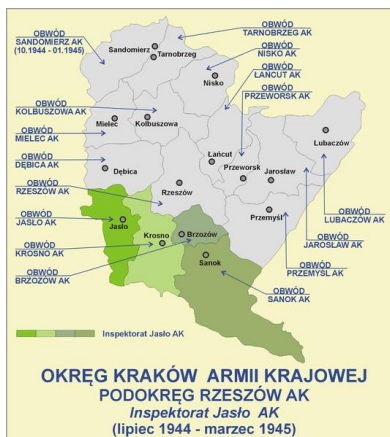 OBWÓD
SANDOMIERZ AK
(10.1944 - 01.1945)
OBWÓD
TARNOBRZEG AK
OBWÓD
NISKO AK
OBWÓD
ŁAŃCUT AK
OBWÓD
PRZEWORSK AK
Sandomierz
Tarnobrzeg
Nisko
OBWÓD
KOLBUSZOWA AK
Mielec
Kolbuszowa
OBWÓD
MIELEC AK
Lubaczów
OBWÓD
DĘBICA AK
Łańcut
Dębica
Przeworsk
Jarosław
Rzeszów
OBWÓD
RZESZÓW AK
OBWÓD
LUBACZÓW AK
Przemyśl
OBWÓD
JASŁO AK
Jasło
Brzozów
Krosno
OBWÓD
JAROSŁAW AK
OBWÓD
KROSNO AK
Sanok
OBWÓD
PRZEMYŚL AK
OBWÓD
BRZOZÓW AK
OBWÓD
SANOK AK
Inspektorat Jasło AK
OKRĘG KRAKÓW ARMII KRAJOWEJ
PODOKRĘG RZESZÓW AK
Inspektorat Jasło AK
(lipiec 1944 - marzec 1945)